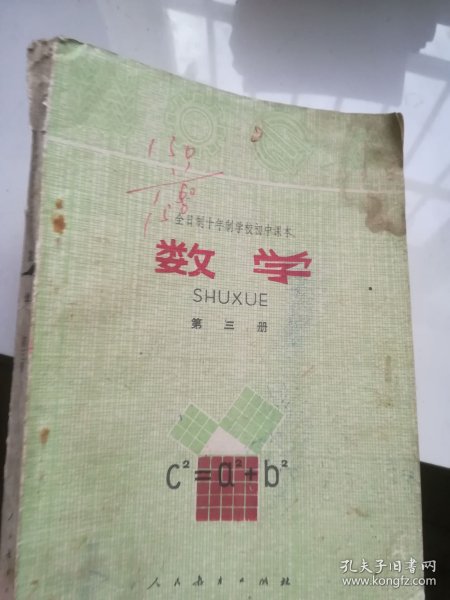 150
全日制十年制学校初中课本
数学
SHUXUE
第三册
c²=a²+b²
人民教育出版社
孔夫子旧书网
www.kongfz.com